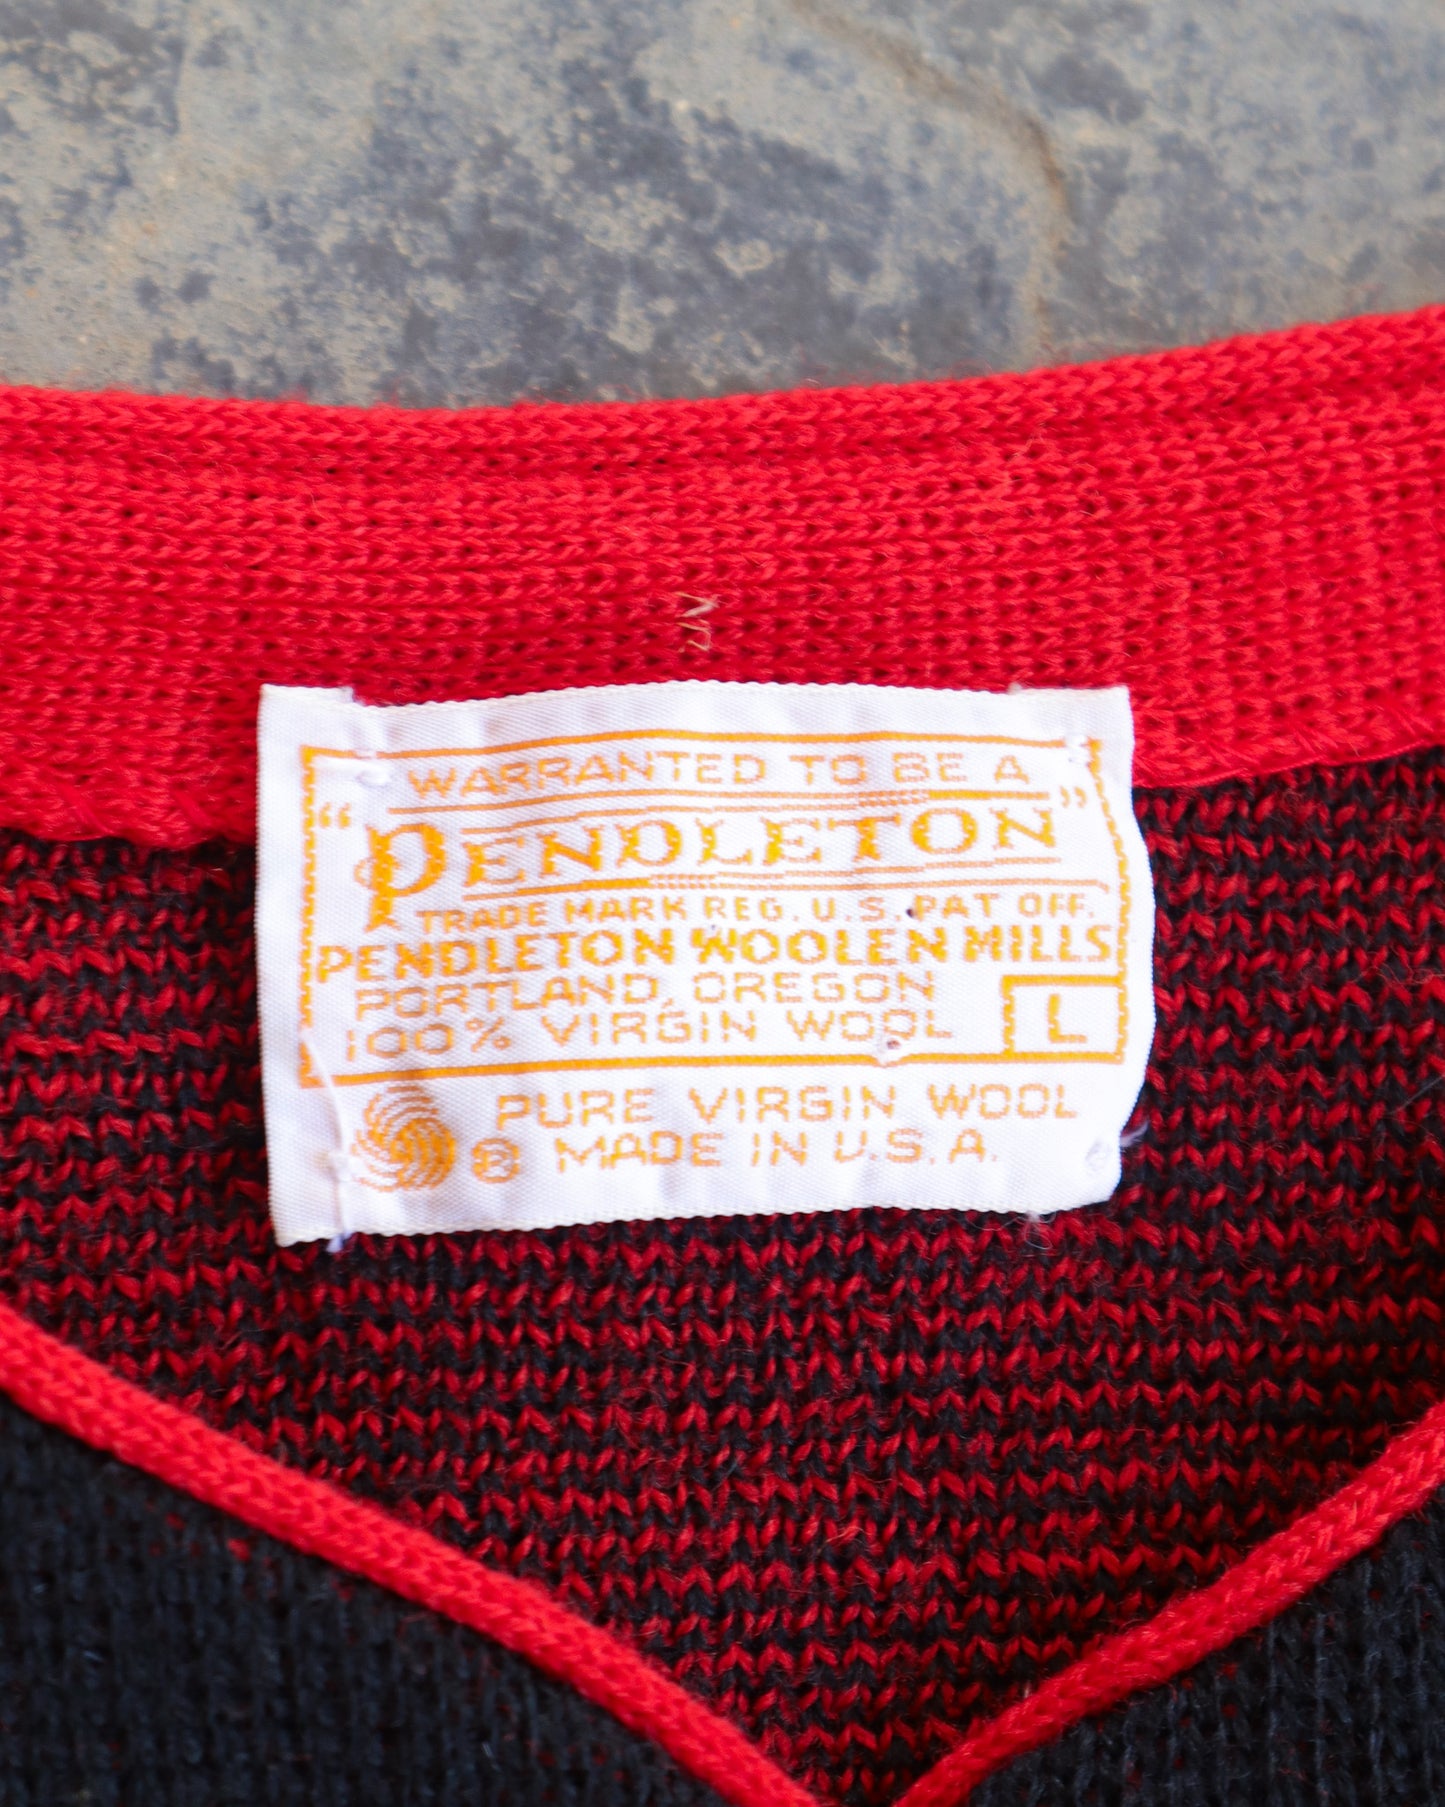 WARRANTED TO BE A
"PENDLETON"
TRADE MARK REG. U.S. PAT OFF.
PENDLETON WOOLEN MILLS
PORTLAND, OREGON
100% VIRGIN WOOL L
PURE VIRGIN WOOL
® MADE IN U.S.A.